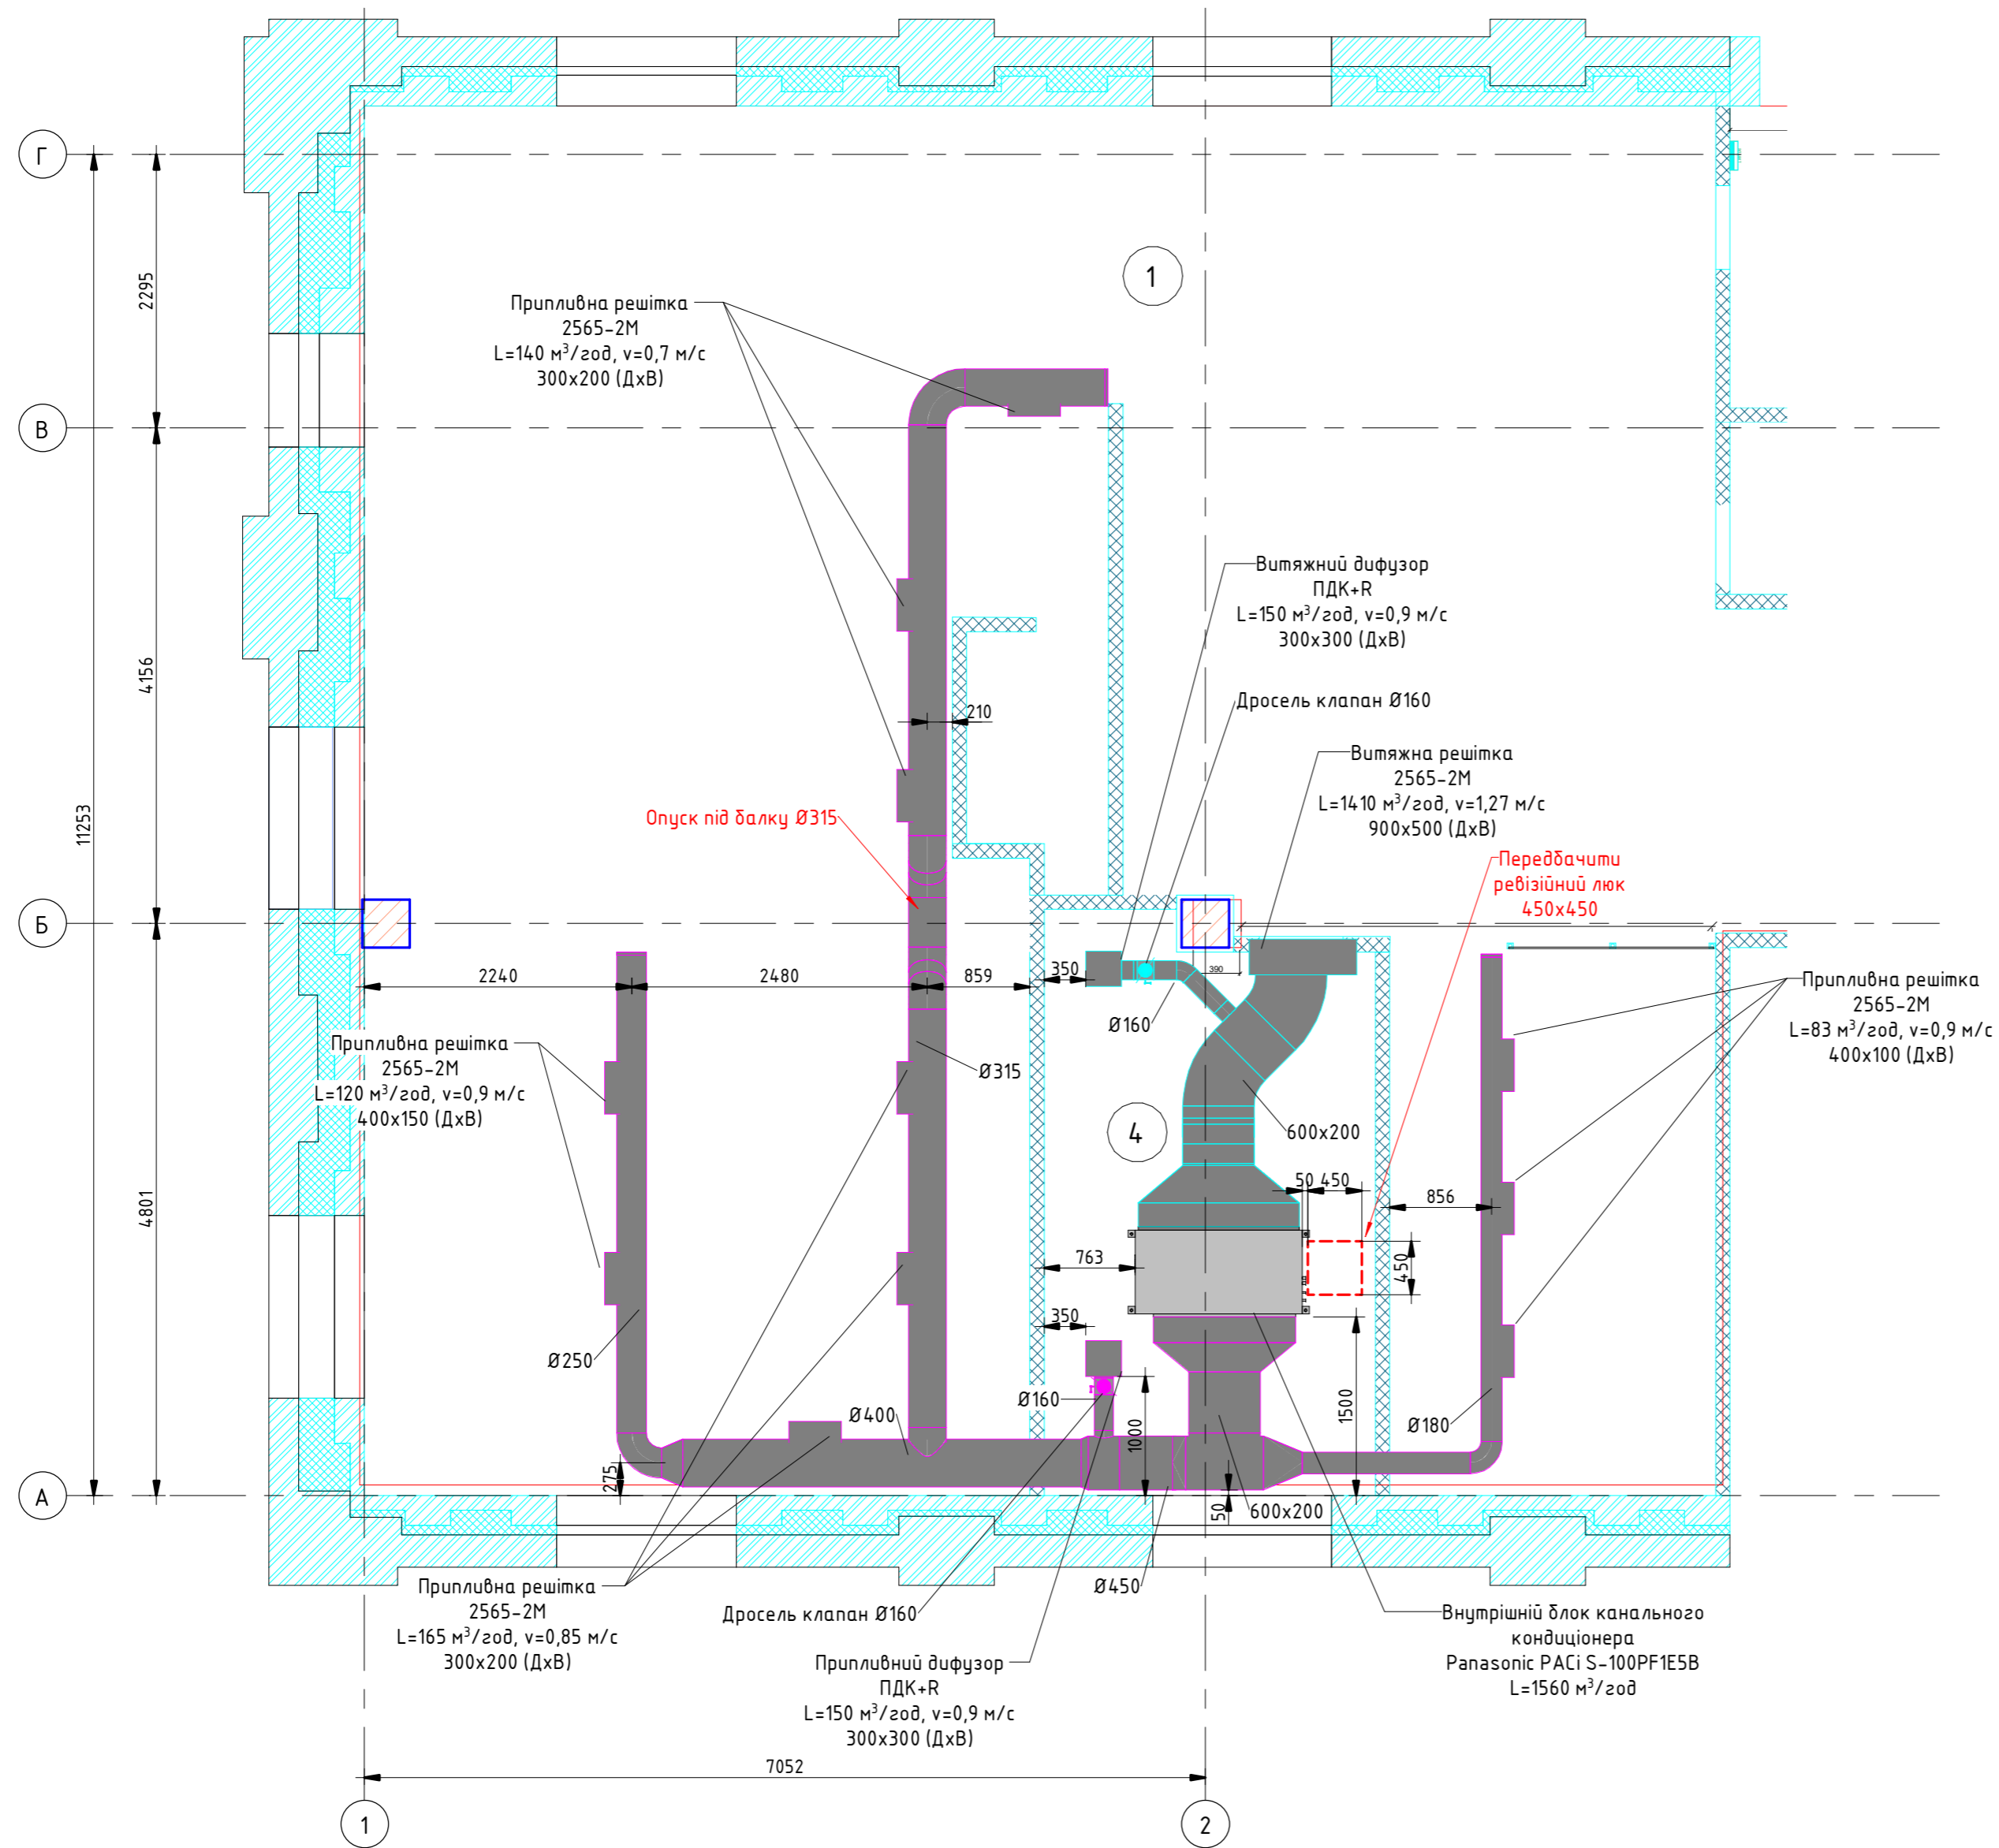 Г
2295
1
Припливна решітка
2565-2М
L=140 м³/год, v=0,7 м/с
300х200 (ДхВ)
В
4156
11253
Витяжний дифузор
ПДК+R
L=150 м³/год, v=0,9 м/с
300х300 (ДхВ)
Дросель клапан Ø160
210
Витяжна решітка
2565-2М
L=1410 м³/год, v=1,27 м/с
900х500 (ДхВ)
Опуск під балку Ø315
Передбачити
ревізійний люк
450х450
Б
2240
2480
859
350
390
Ø160
Припливна решітка
2565-2М
L=83 м³/год, v=0,9 м/с
400х100 (ДхВ)
Припливна решітка
2565-2М
L=120 м³/год, v=0,9 м/с
400х150 (ДхВ)
Ø315
4
600х200
4801
50
450
856
763
450
350
Ø250
Ø160
1000
1500
Ø400
Ø180
275
А
50
600х200
Ø450
Припливна решітка
2565-2М
L=165 м³/год, v=0,85 м/с
300х200 (ДхВ)
Дросель клапан Ø160
Припливний дифузор
ПДК+R
L=150 м³/год, v=0,9 м/с
300х300 (ДхВ)
Внутрішній блок канального
кондиціонера
Panasonic PACi S-100PF1E5B
L=1560 м³/год
7052
1
2